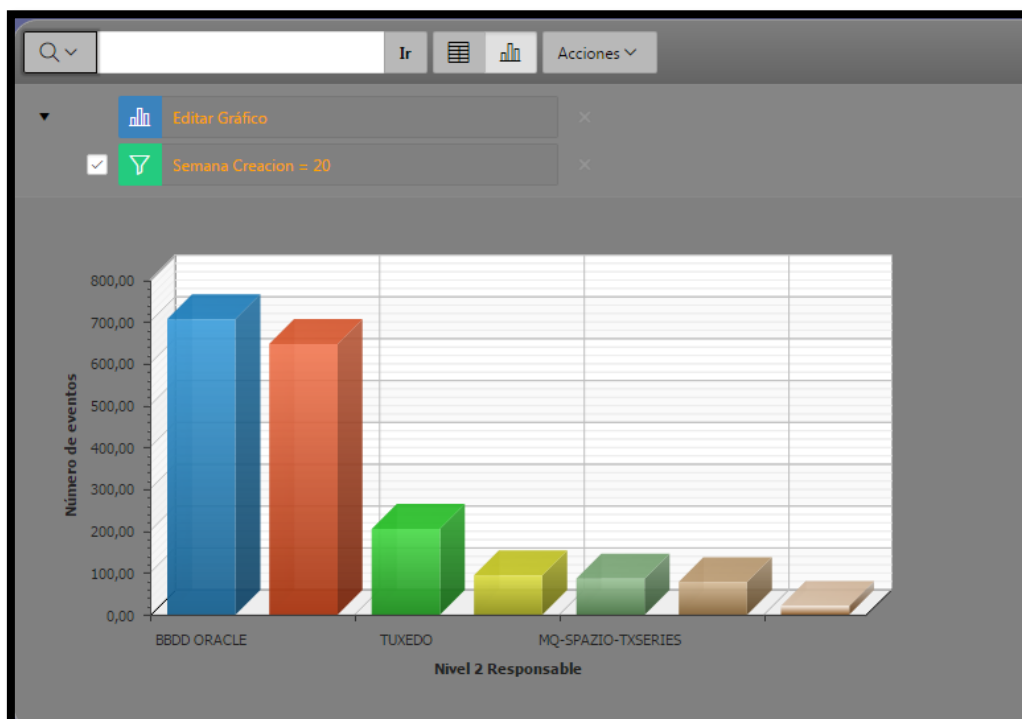 Ir Acciones
Editar Gráfico
Semana Creacion = 20
800,00
700,00
600,00
500,00
400,00
300,00
200,00
100,00
0,00
Número de eventos
BBDD ORACLE TUXEDO MQ-SPAZIO-TXSERIES
Nivel 2 Responsable